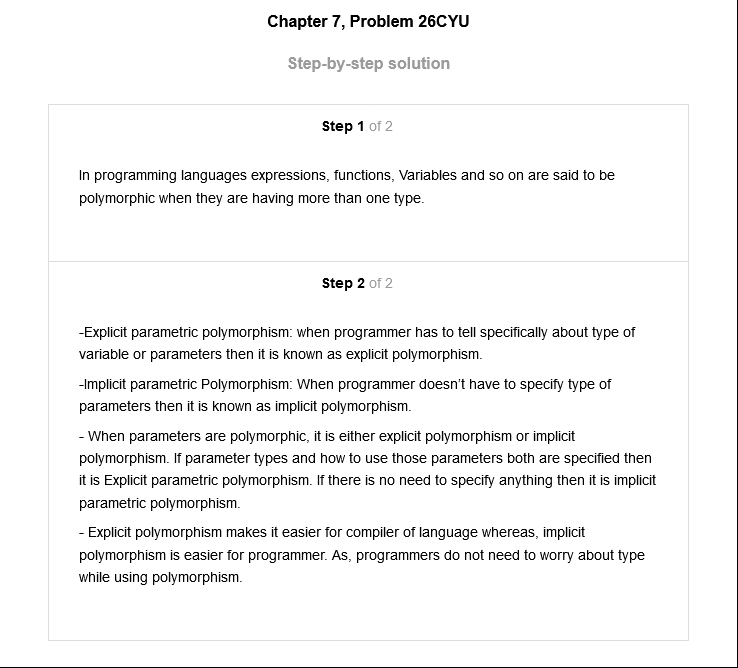 Chapter 7, Problem 26CYU
Step-by-step solution
Step 1 of 2
In programming languages expressions, functions, Variables and so on are said to be
polymorphic when they are having more than one type.
Step 2 of 2
-Explicit parametric polymorphism: when programmer has to tell specifically about type of
variable or parameters then it is known as explicit polymorphism.
-Implicit parametric Polymorphism: When programmer doesn’t have to specify type of
parameters then it is known as implicit polymorphism.
- When parameters are polymorphic, it is either explicit polymorphism or implicit
polymorphism. If parameter types and how to use those parameters both are specified then
it is Explicit parametric polymorphism. If there is no need to specify anything then it is implicit
parametric polymorphism.
- Explicit polymorphism makes it easier for compiler of language whereas, implicit
polymorphism is easier for programmer. As, programmers do not need to worry about type
while using polymorphism.